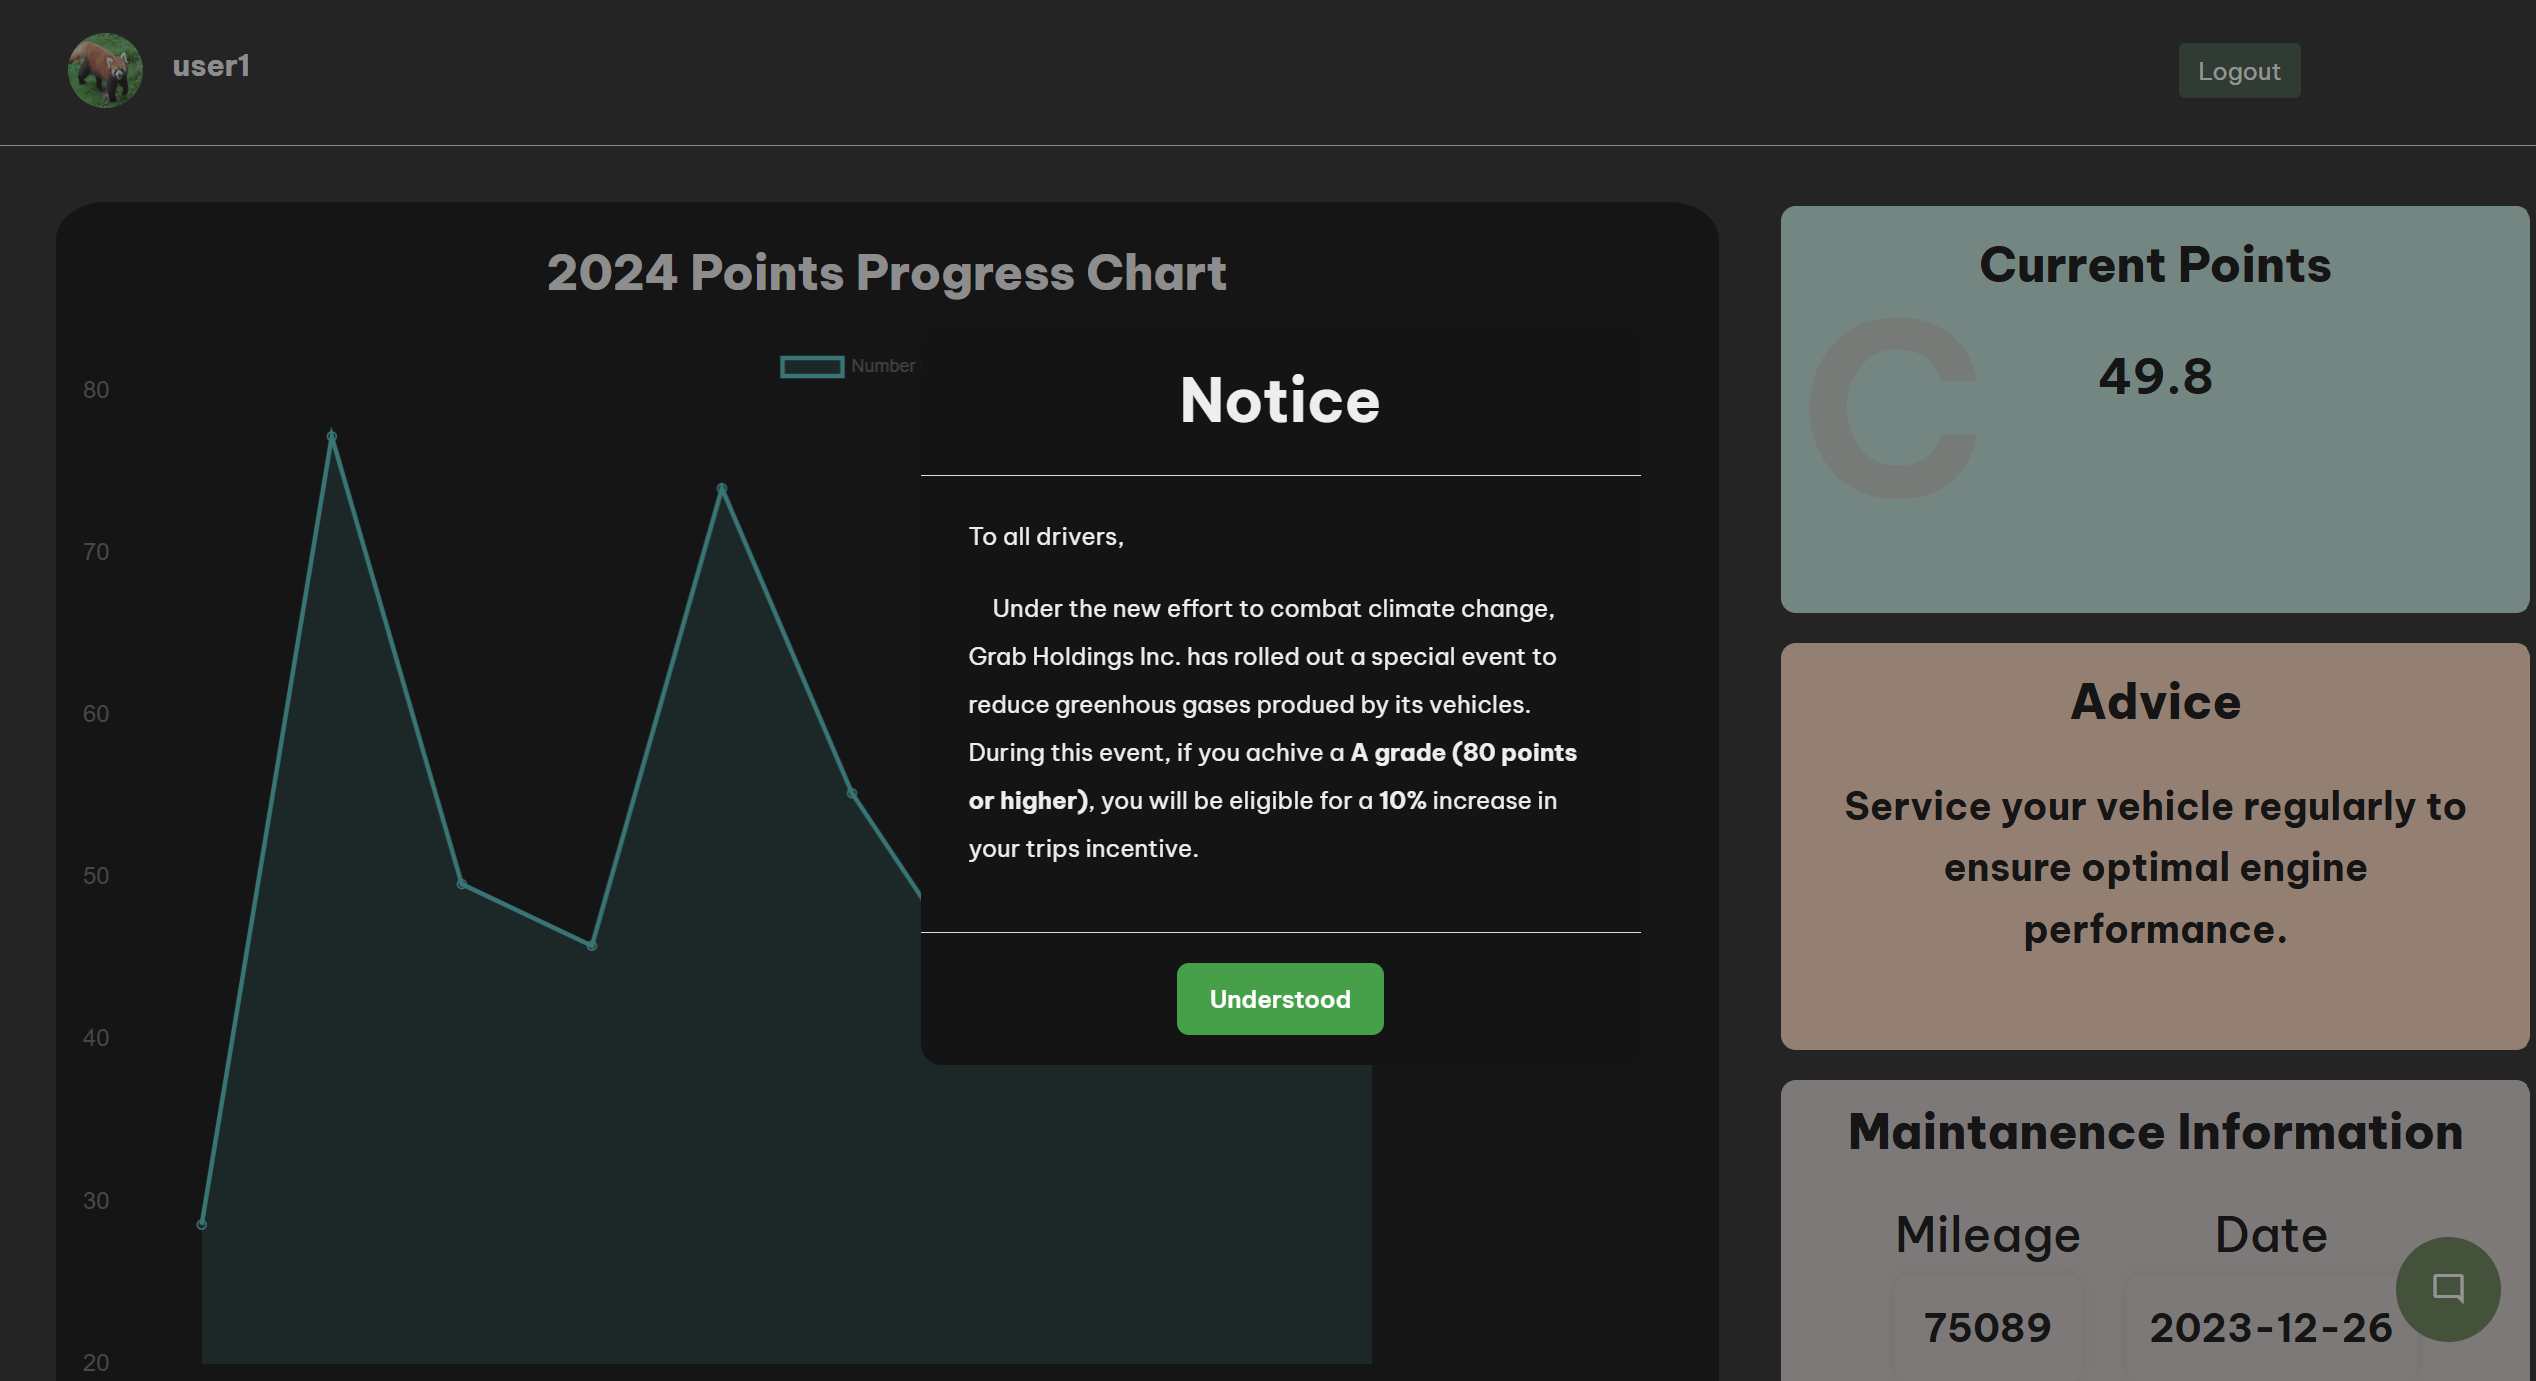 user1
Logout
2024 Points Progress Chart
Number
80
70
60
50
40
30
20
Notice
To all drivers,
Under the new effort to combat climate change,
Grab Holdings Inc. has rolled out a special event to
reduce greenhous gases produed by its vehicles.
During this event, if you achive a A grade (80 points
or higher), you will be eligible for a 10% increase in
your trips incentive.
Understood
Current Points
C
49.8
Advice
Service your vehicle regularly to
ensure optimal engine
performance.
Maintanence Information
Mileage Date
75089 2023-12-26